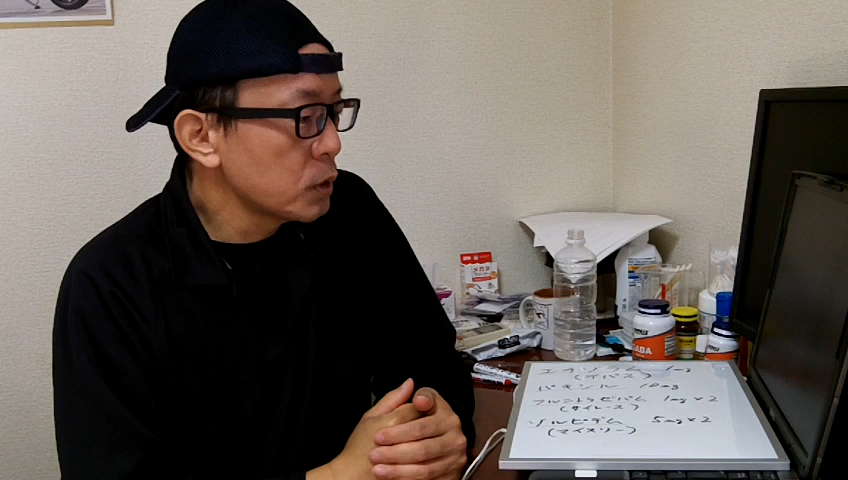 エチゾラム 1mg
(デパス)
パキシル 10mg
フルニトラゼパム 1mg×2
(サイレース)
ゾルピデム 5mg×2
(マイスリー)
GABA